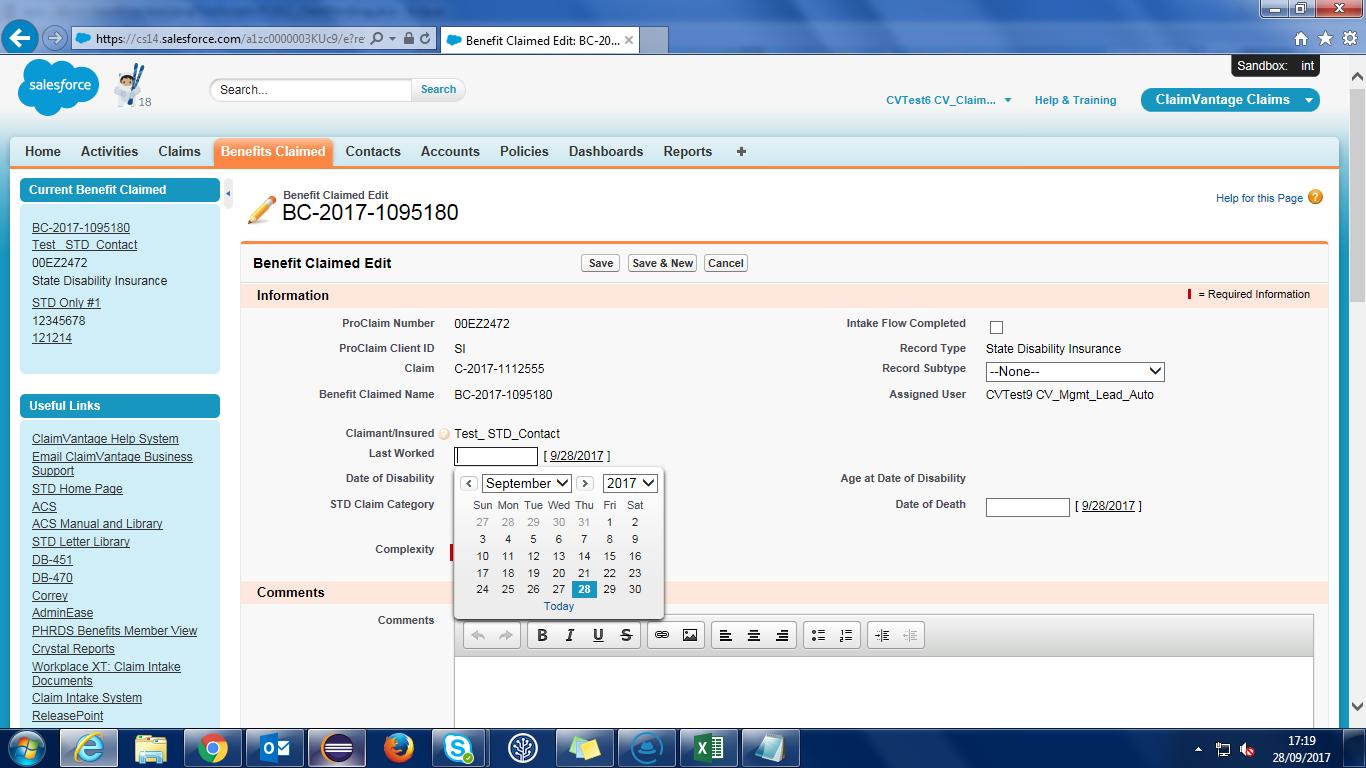 https://cs14.salesforce.com/a1zc0000003KUc9/e?re
Benefit Claimed Edit: BC-20...
Sandbox: int
salesforce
18
Search...
Search
CVTest6 CV_Claim...
Help & Training
ClaimVantage Claims
Home Activities Claims Benefits Claimed Contacts Accounts Policies Dashboards Reports +
Current Benefit Claimed
BC-2017-1095180
Test_ STD_Contact
00EZ2472
State Disability Insurance
STD Only #1
12345678
121214
Useful Links
ClaimVantage Help System
Email ClaimVantage Business
Support
STD Home Page
ACS
ACS Manual and Library
STD Letter Library
DB-451
DB-470
Correy
AdminEase
PHRDS Benefits Member View
Crystal Reports
Workplace XT: Claim Intake
Documents
Claim Intake System
ReleasePoint
Benefit Claimed Edit
BC-2017-1095180
Help for this Page ?
Benefit Claimed Edit
Save Save & New Cancel
Information
= Required Information
ProClaim Number 00EZ2472
Intake Flow Completed
ProClaim Client ID SI
Record Type State Disability Insurance
Claim C-2017-1112555
Record Subtype --None--
Benefit Claimed Name BC-2017-1095180
Assigned User CVTest9 CV_Mgmt_Lead_Auto
Claimant/Insured Test_ STD_Contact
Last Worked [ 9/28/2017 ]
Date of Disability
Age at Date of Disability
STD Claim Category
Date of Death [ 9/28/2017 ]
Complexity
September 2017
Sun Mon Tue Wed Thu Fri Sat
27 28 29 30 31 1 2
3 4 5 6 7 8 9
10 11 12 13 14 15 16
17 18 19 20 21 22 23
24 25 26 27 28 29 30
Today
Comments
Comments
B I U S
17:19
28/09/2017